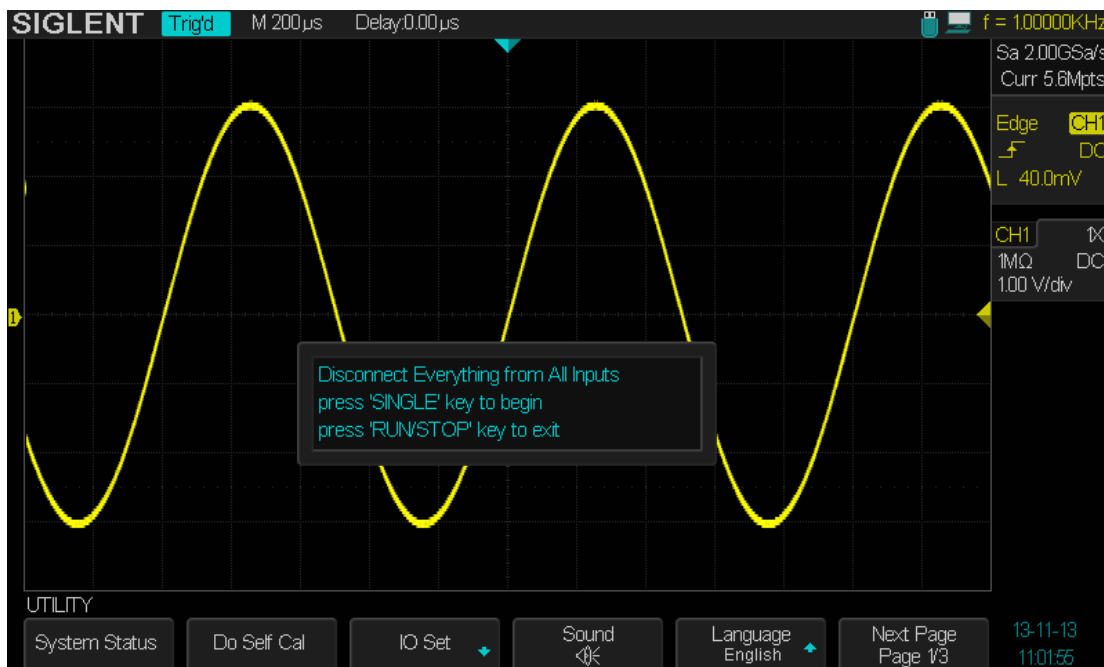 SIGLENT Trig'd M 200µs Delay:0.00µs f = 1.00000KHz
Sa 2.00GSa/s
Curr 5.6Mpts
Edge CH1
DC
L 40.0mV
CH1 1X
1MΩ DC
1.00 V/div
1
Disconnect Everything from All Inputs
press 'SINGLE' key to begin
press 'RUN/STOP' key to exit
UTILITY
System Status Do Self Cal IO Set Sound Language Next Page
English Page 1/3
13-11-13
11:01:55